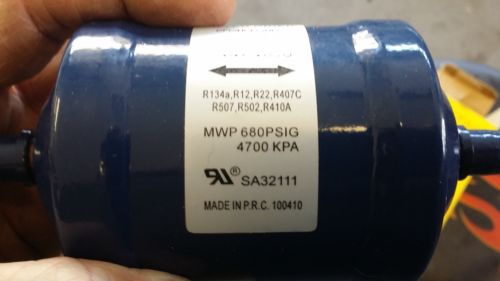 R134a,R12,R22,R407C
R507,R502,R410A
MWP 680PSIG
4700 KPA
SA32111
MADE IN P.R.C. 100410